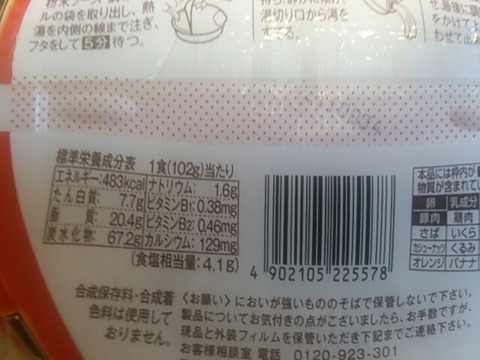 ルの袋を取り出し、熱
湯を内側の線まで注ぎ、
フタをして5分待つ。
湯切り口から湯を
すてる。
標準栄養成分表 1食(102g)当たり
エネルギー:483kcal ナトリウム: 1.6g
たん白質: 7.7g ビタミンB1:0.38mg
脂 質: 20.4g ビタミンB2:0.46mg
炭水化物: 67.2g カルシウム:129mg
(食塩相当量:4.1g)
4 902105 225578
本品には枠内が
物質が含まれてい
卵 乳成分
豚肉 鶏肉
さば いくら
カシューナッツ くるみ
オレンジ バナナ
合成保存料・合成着
色料は使用して
おりません。
〈お願い〉においが強いもののそばで保管しないで下さい。
製品についてお気付きの点がございましたら、お手数ですが、
現品と外装フィルムを保管いただき下記までご連絡下さい。
お客様相談室 電話 0120-923-301